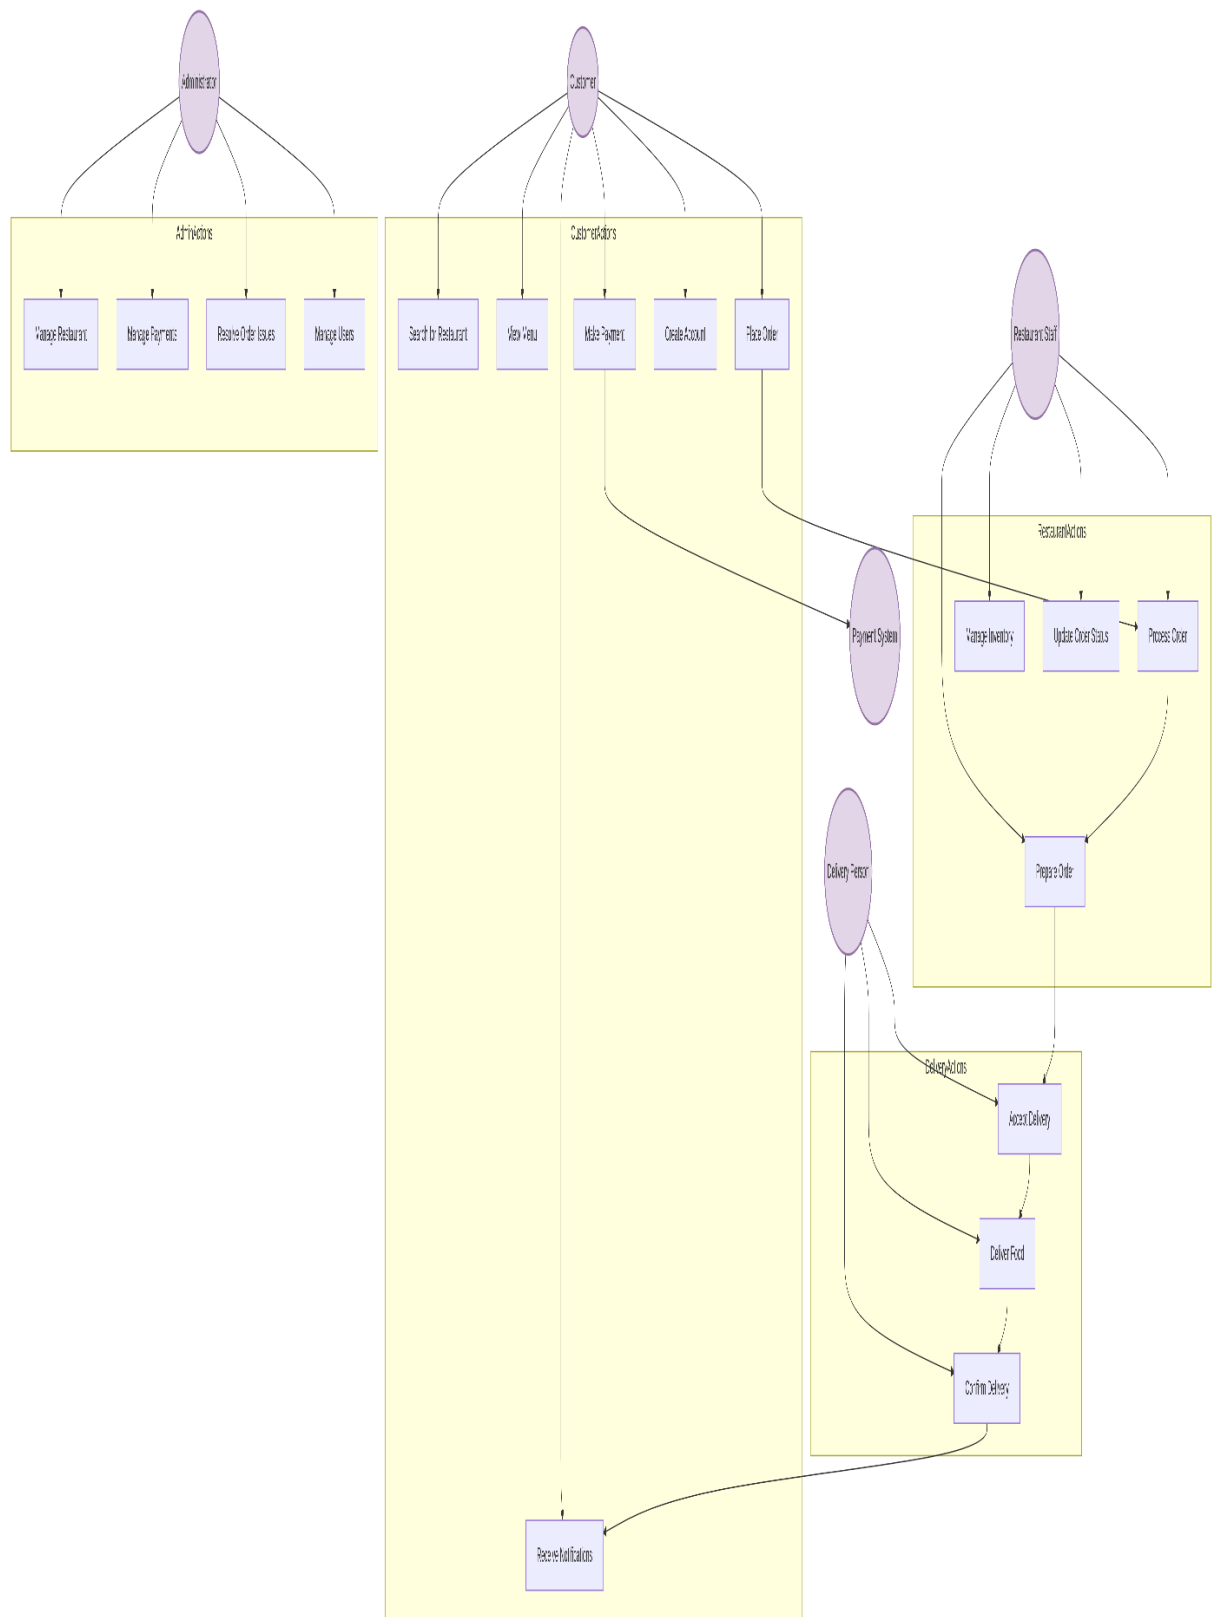 Administrator
Customer
AdminActions
CustomerActions
Manage Restaurant
Manage Payments
Resolve Order Issues
Manage Users
Search for Restaurant
View Menu
Make Payment
Create Account
Place Order
Restaurant Staff
RestaurantActions
Payment System
Manage Inventory
Update Order Status
Process Order
Delivery Person
Prepare Order
DeliveryActions
Accept Delivery
Deliver Food
Confirm Delivery
Receive Notifications